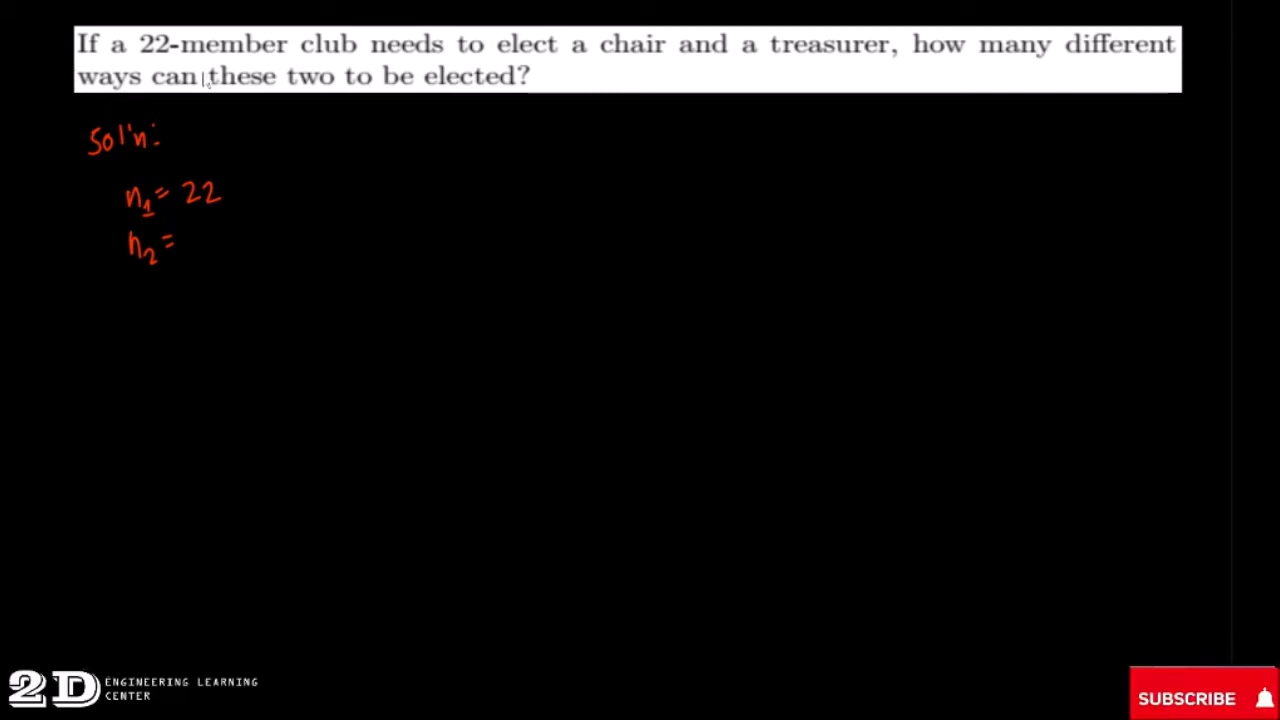 If a 22-member club needs to elect a chair and a treasurer, how many different
ways can these two to be elected?
Sol'n:
n₁ = 22
n₂ =
2D ENGINEERING LEARNING
CENTER
SUBSCRIBE